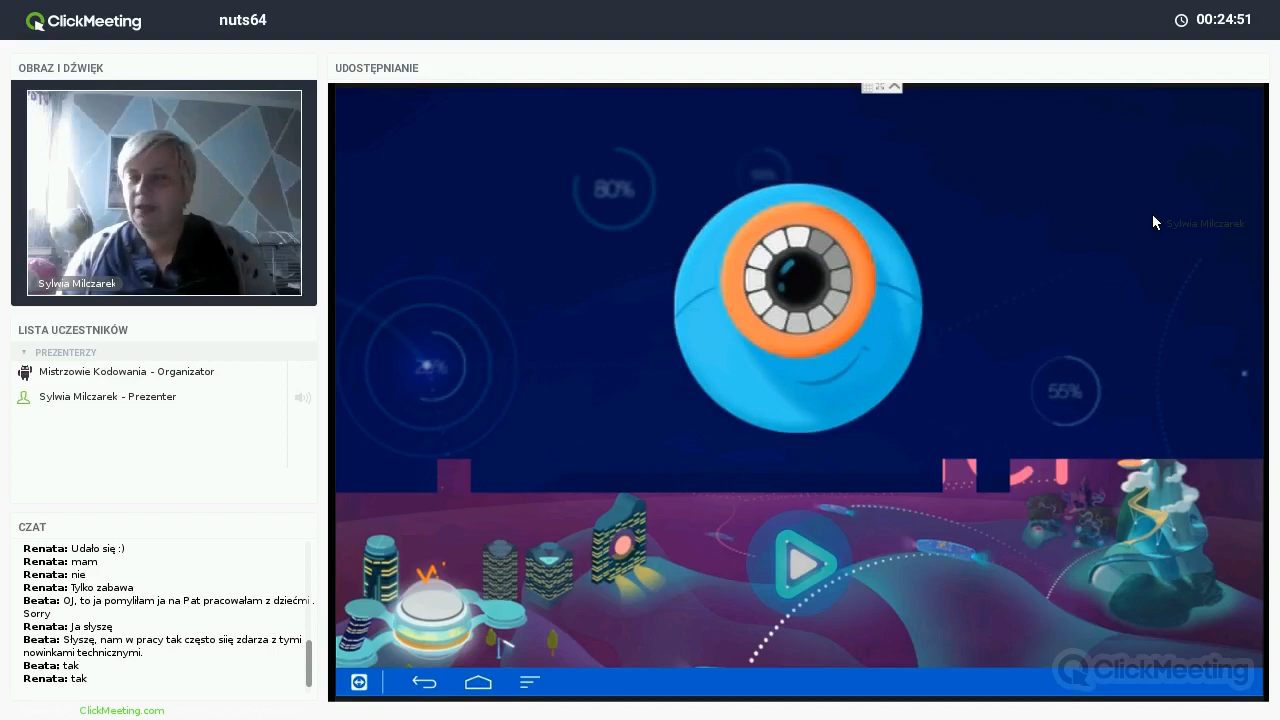 ClickMeeting
nuts64
00:24:51
OBRAZ I DŹWIĘK
Sylwia Milczarek
LISTA UCZESTNIKÓW
PREZENTERZY
Mistrzowie Kodowania - Organizator
Sylwia Milczarek - Prezenter
CZAT
Renata: Udało się :)
Renata: mam
Renata: nie
Renata: Tylko zabawa
Beata: OJ, to ja pomyliłam ja na Pat pracowałam z dziećmi .
Sorry
Renata: Ja słyszę
Beata: Słyszę, nam w pracy tak często siię zdarza z tymi
nowinkami technicznymi.
Beata: tak
Renata: tak
ClickMeeting.com
UDOSTĘPNIANIE
80%
Sylwia Milczarek
55%
ClickMeeting